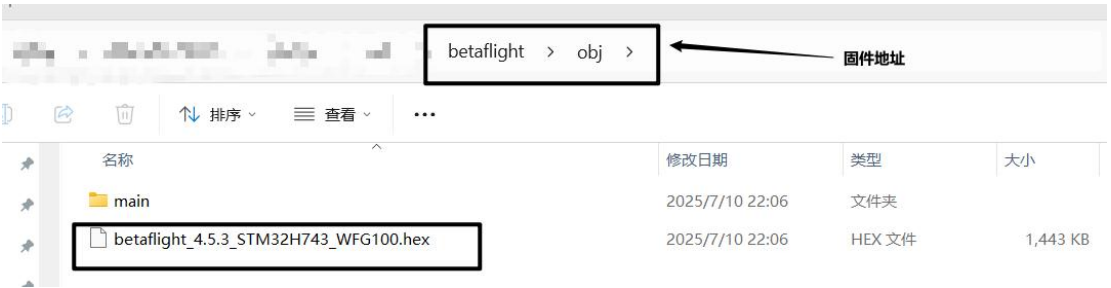 betaflight > obj >
固件地址
排序 查看 ...
名称 修改日期 类型 大小
main 2025/7/10 22:06 文件夹
betaflight_4.5.3_STM32H743_WFG100.hex 2025/7/10 22:06 HEX 文件 1,443 KB